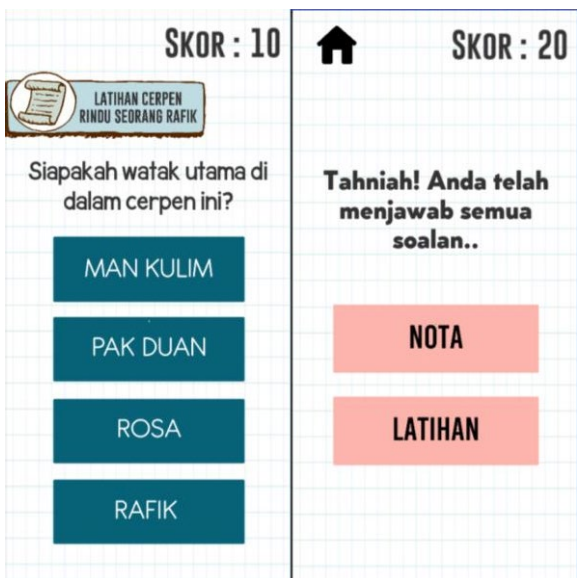 SKOR : 10
LATIHAN CERPEN
RINDU SEORANG RAFIK
Siapakah watak utama di
dalam cerpen ini?
MAN KULIM
PAK DUAN
ROSA
RAFIK
SKOR : 20
Tahniah! Anda telah
menjawab semua
soalan..
NOTA
LATIHAN